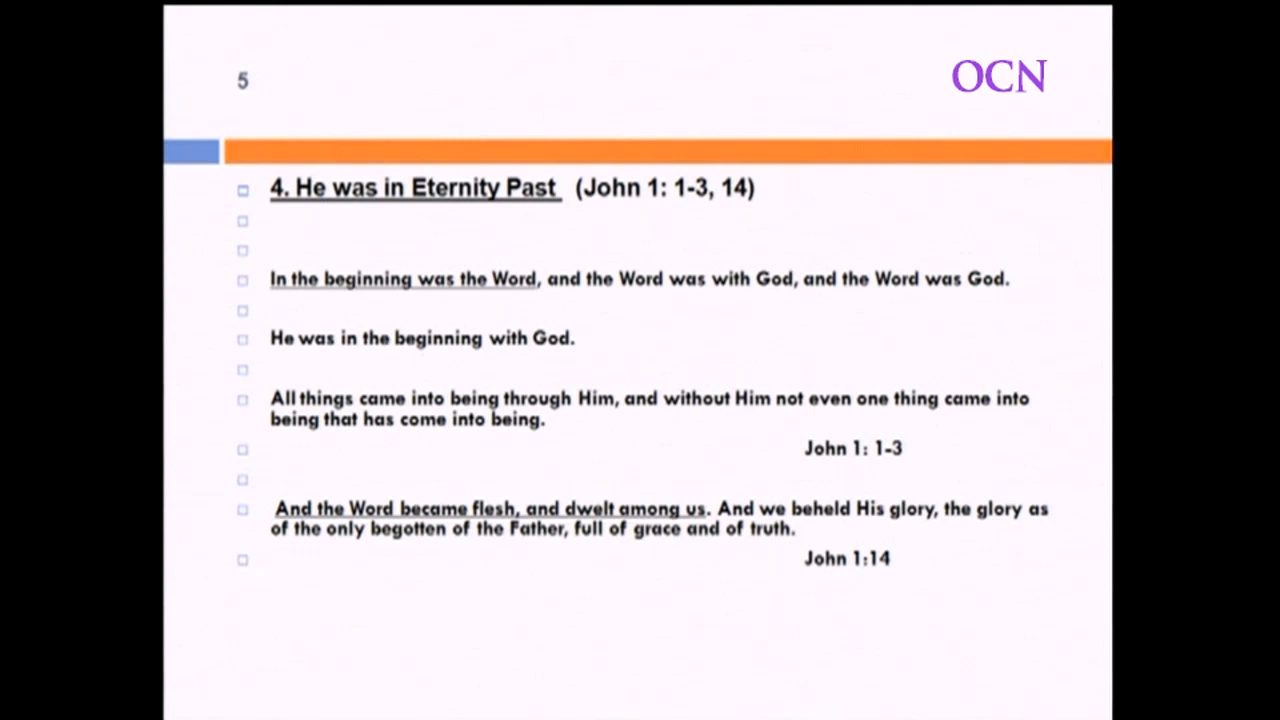 5
OCN
4. He was in Eternity Past (John 1: 1-3, 14)
In the beginning was the Word, and the Word was with God, and the Word was God.
He was in the beginning with God.
All things came into being through Him, and without Him not even one thing came into
being that has come into being.
John 1: 1-3
And the Word became flesh, and dwelt among us. And we beheld His glory, the glory as
of the only begotten of the Father, full of grace and of truth.
John 1:14